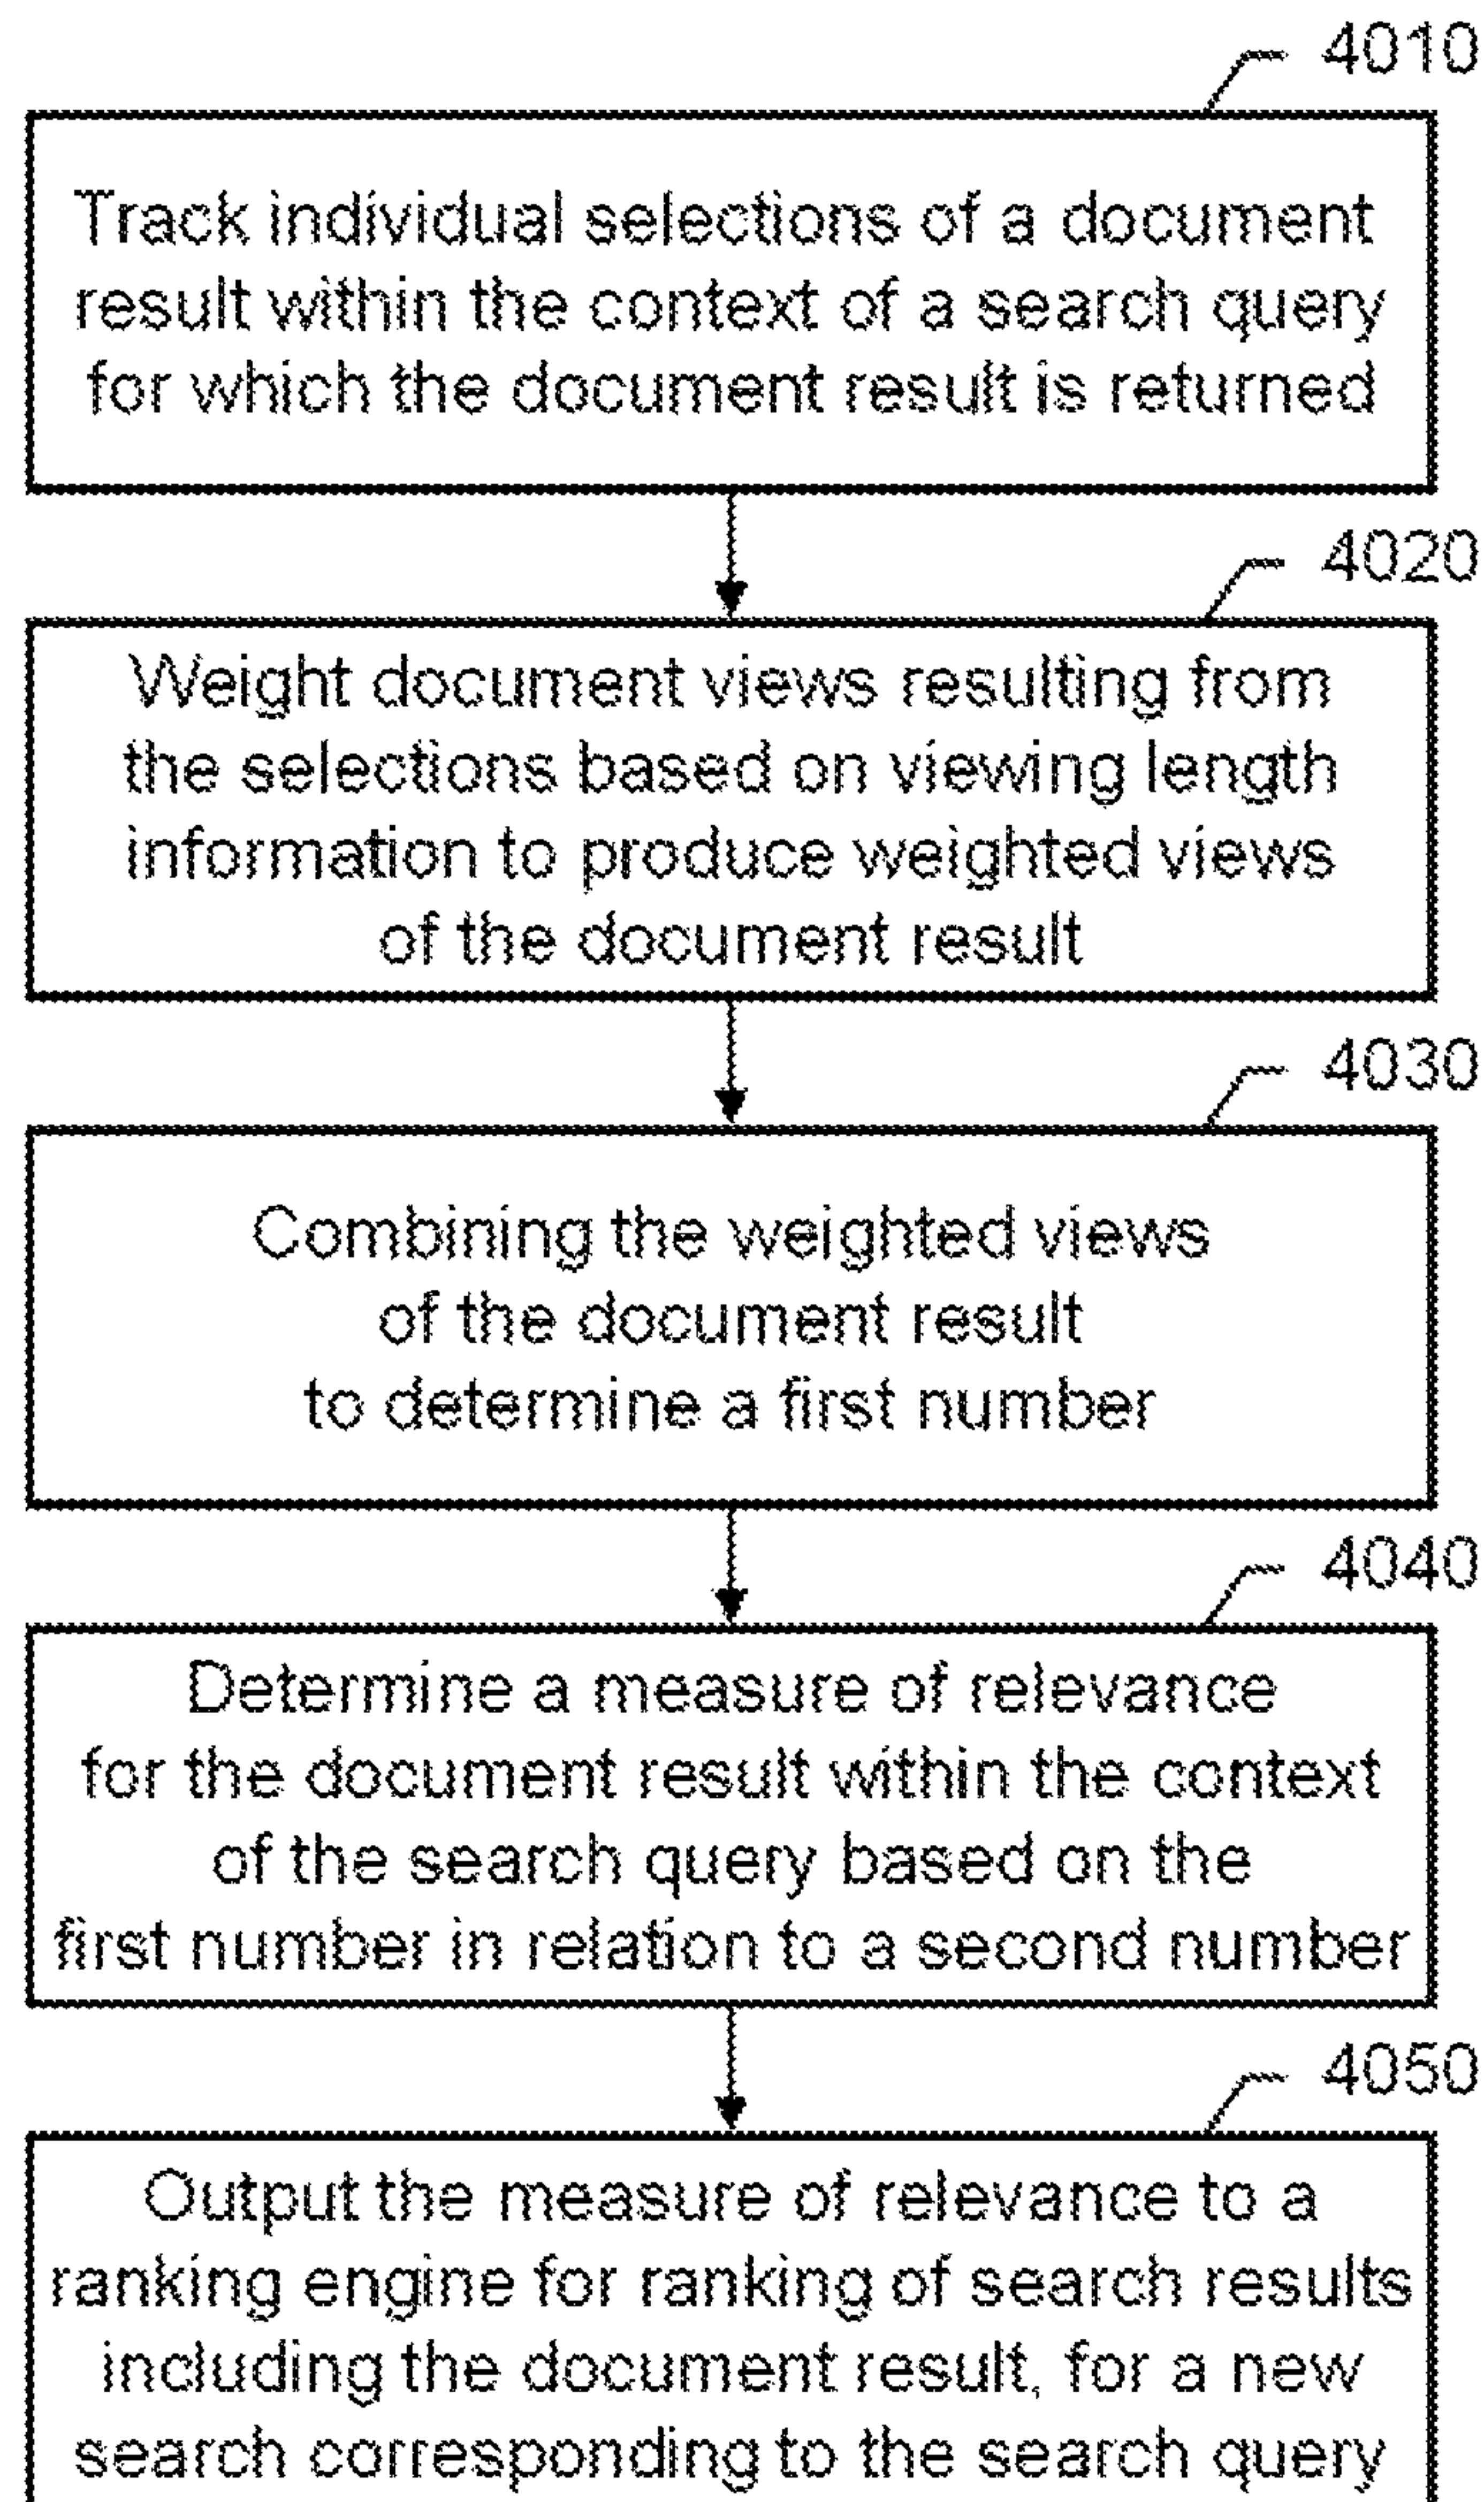 4010
Track individual selections of a document
result within the context of a search query
for which the document result is returned
4020
Weight document views resulting from
the selections based on viewing length
information to produce weighted views
of the document result
4030
Combining the weighted views
of the document result
to determine a first number
4040
Determine a measure of relevance
for the document result within the context
of the search query based on the
first number in relation to a second number
4050
Output the measure of relevance to a
ranking engine for ranking of search results
including the document result, for a new
search corresponding to the search query